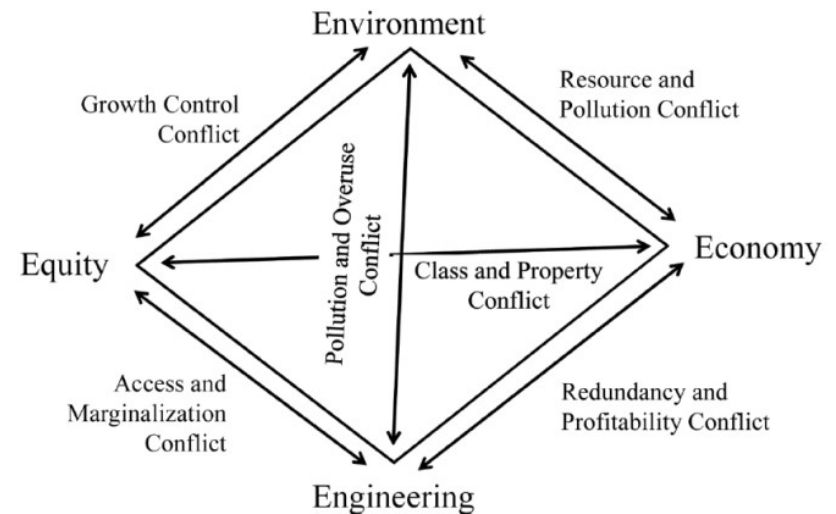 Environment
Growth Control
Conflict
Resource and
Pollution Conflict
Pollution and Overuse
Conflict
Equity
Economy
Class and Property
Conflict
Access and
Marginalization
Conflict
Redundancy and
Profitability Conflict
Engineering